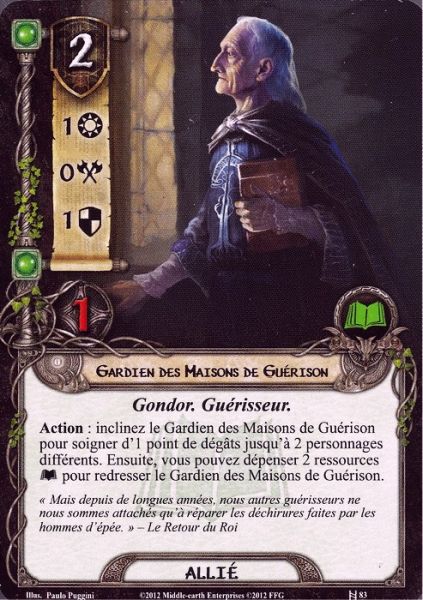 2
1
0
1
1
Gardien des Maisons de Guérison
Gondor. Guérisseur.
Action : inclinez le Gardien des Maisons de Guérison
pour soigner d'1 point de dégâts jusqu'à 2 personnages
différents. Ensuite, vous pouvez dépenser 2 ressources
pour redresser le Gardien des Maisons de Guérison.
« Mais depuis de longues années, nous autres guérisseurs ne
nous sommes attachés qu'à réparer les déchirures faites par les
hommes d'épée. » – Le Retour du Roi
ALLIÉ
Illus. Paulo Puggini ©2012 Middle-earth Enterprises ©2012 FFG 83